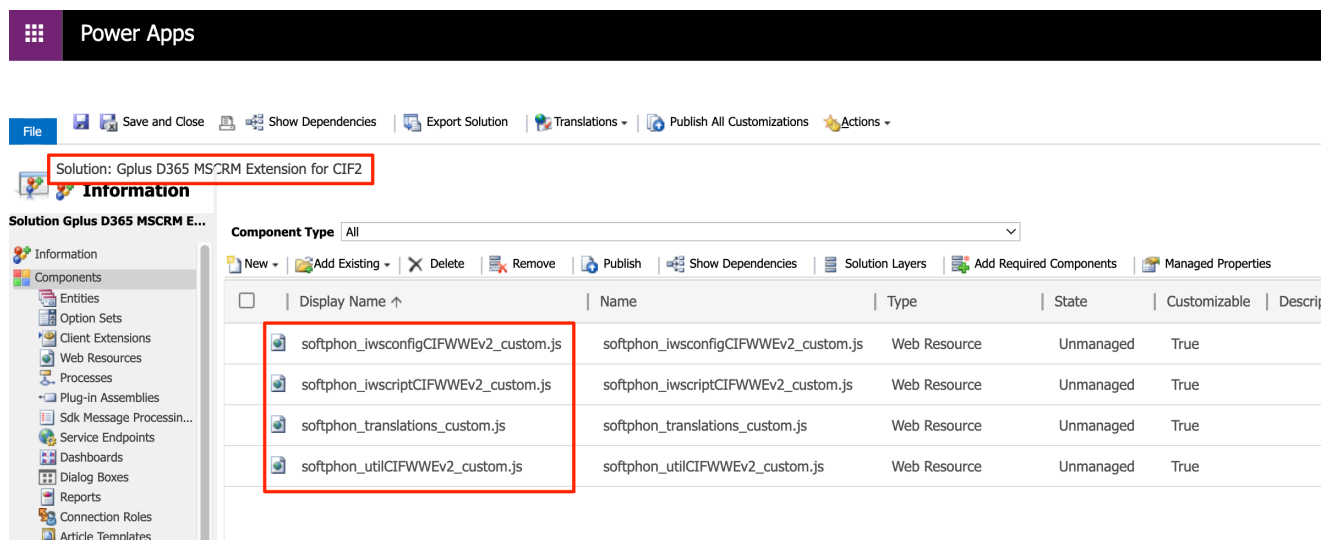 Power Apps
File
Save and Close
Show Dependencies
Export Solution
Translations
Publish All Customizations
Actions
Solution: Gplus D365 MSCRM Extension for CIF2
Information
Solution Gplus D365 MSCRM E...
Component Type All
Information
Components
Entities
Option Sets
Client Extensions
Web Resources
Processes
Plug-in Assemblies
Sdk Message Processin...
Service Endpoints
Dashboards
Dialog Boxes
Reports
Connection Roles
Article Templates
New
Add Existing
Delete
Remove
Publish
Show Dependencies
Solution Layers
Add Required Components
Managed Properties
Display Name Name Type State Customizable Descrip
softphon_iwsconfigCIFWWEv2_custom.js softphon_iwsconfigCIFWWEv2_custom.js Web Resource Unmanaged True
softphon_iwscriptCIFWWEv2_custom.js softphon_iwscriptCIFWWEv2_custom.js Web Resource Unmanaged True
softphon_translations_custom.js softphon_translations_custom.js Web Resource Unmanaged True
softphon_utilCIFWWEv2_custom.js softphon_utilCIFWWEv2_custom.js Web Resource Unmanaged True